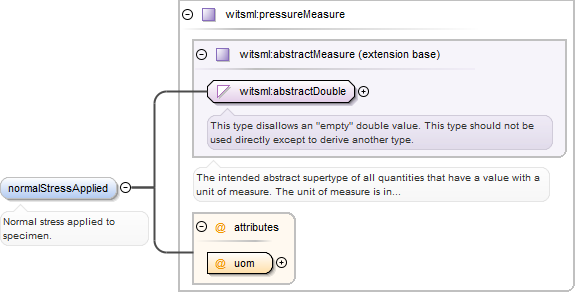 witsml:pressureMeasure
witsml:abstractMeasure (extension base)
witsml:abstractDouble
This type disallows an "empty" double value. This type should not be
used directly except to derive another type.
The intended abstract supertype of all quantities that have a value with a
unit of measure. The unit of measure is in...
normalStressApplied
Normal stress applied to
specimen.
@ attributes
@ uom